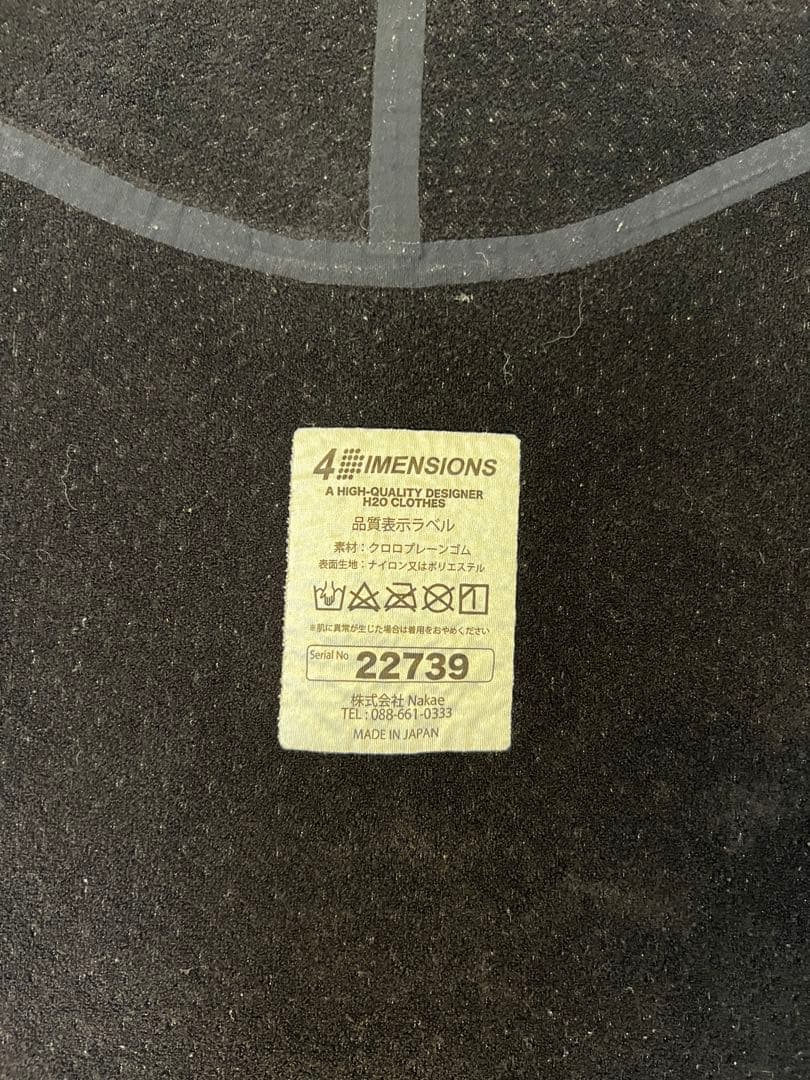 4DIMENSIONS
A HIGH-QUALITY DESIGNER
H2O CLOTHES
品質表示ラベル
素材：クロロプレーンゴム
表面生地：ナイロン又はポリエステル
※肌に異常が生じた場合は着用をおやめください
Serial No 22739
株式会社 Nakae
TEL：088-661-0333
MADE IN JAPAN